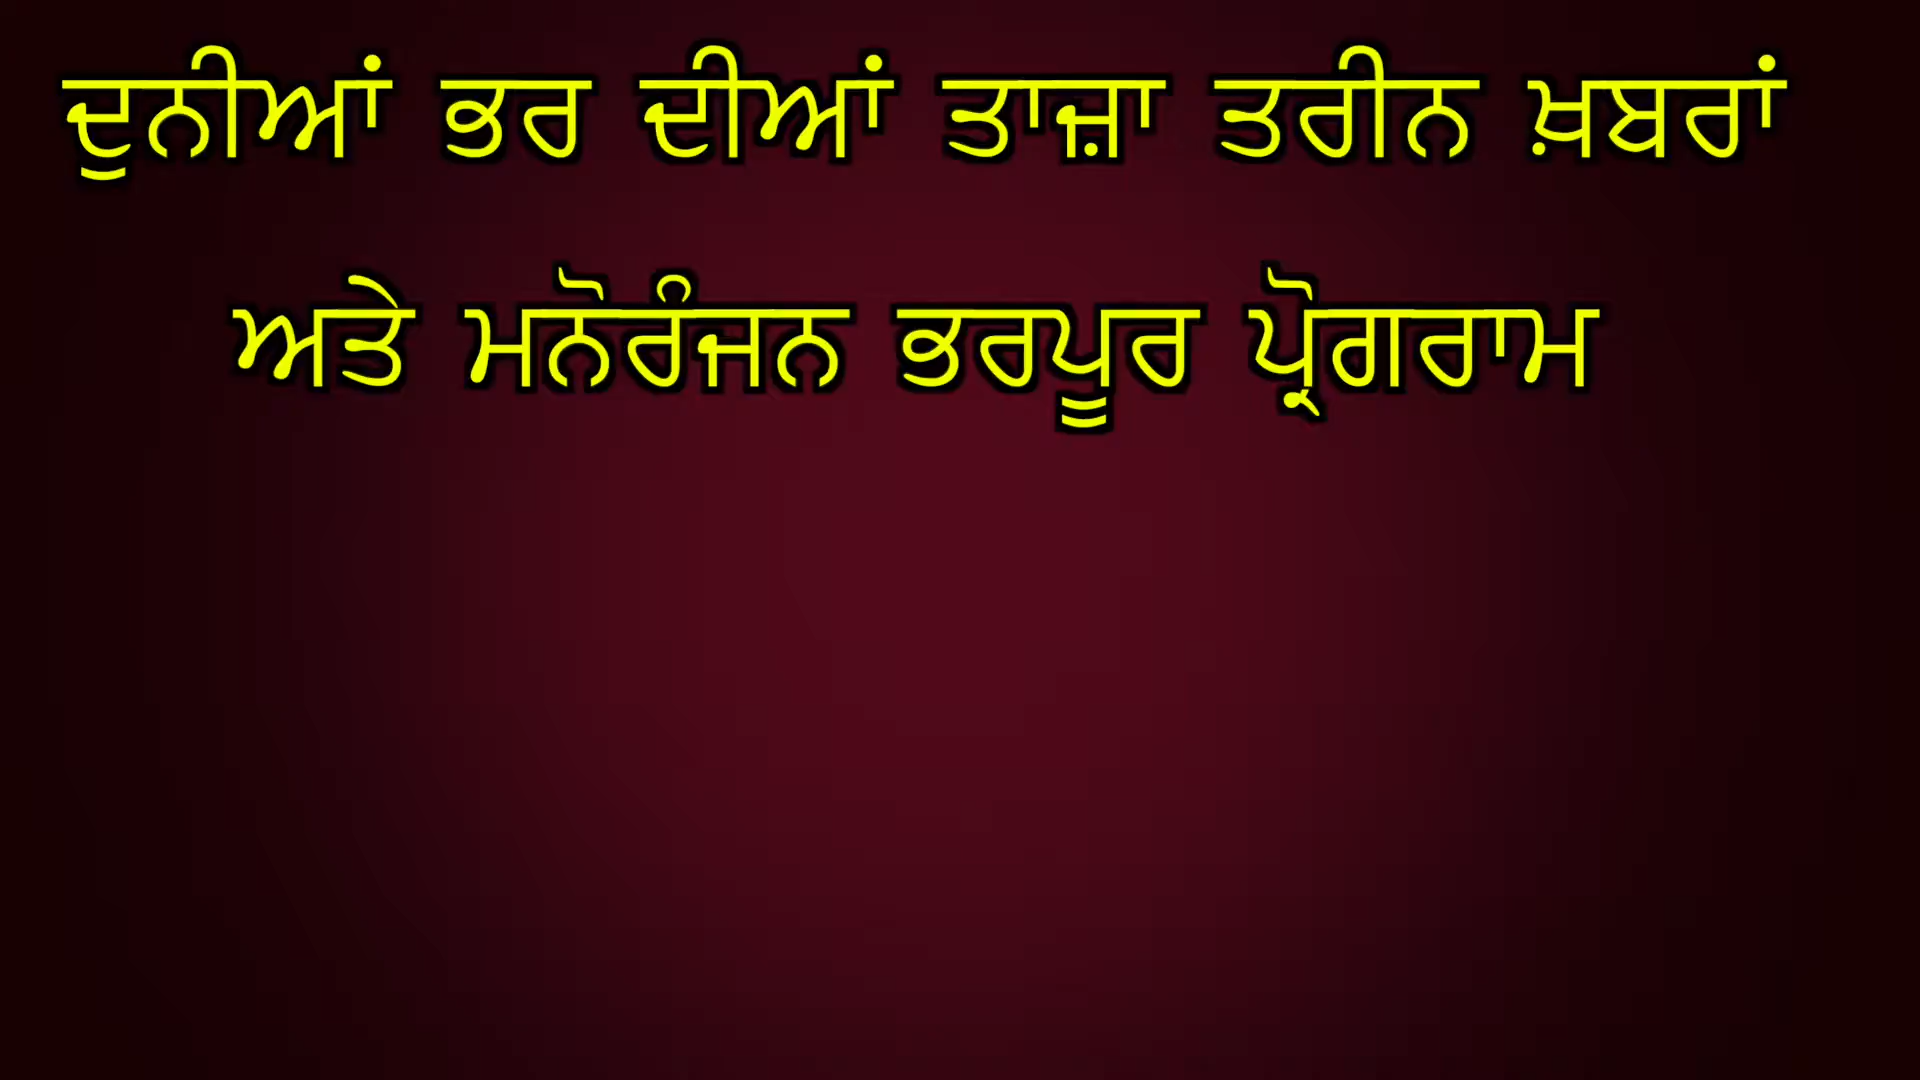 ਦੁਨੀਆਂ ਭਰ ਦੀਆਂ ਤਾਜ਼ਾ ਤਰੀਨ ਖ਼ਬਰਾਂ
ਅਤੇ ਮਨੋਰੰਜਨ ਭਰਪੂਰ ਪ੍ਰੋਗਰਾਮ